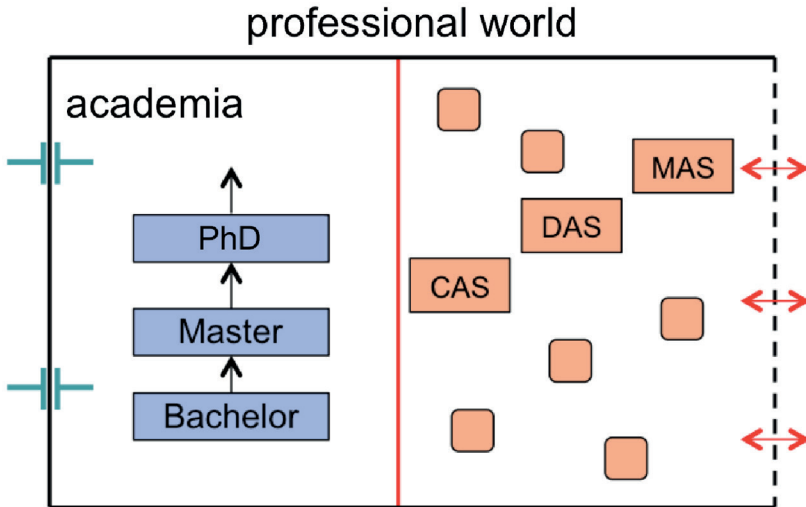 professional world
academia
PhD
Master
Bachelor
MAS
DAS
CAS